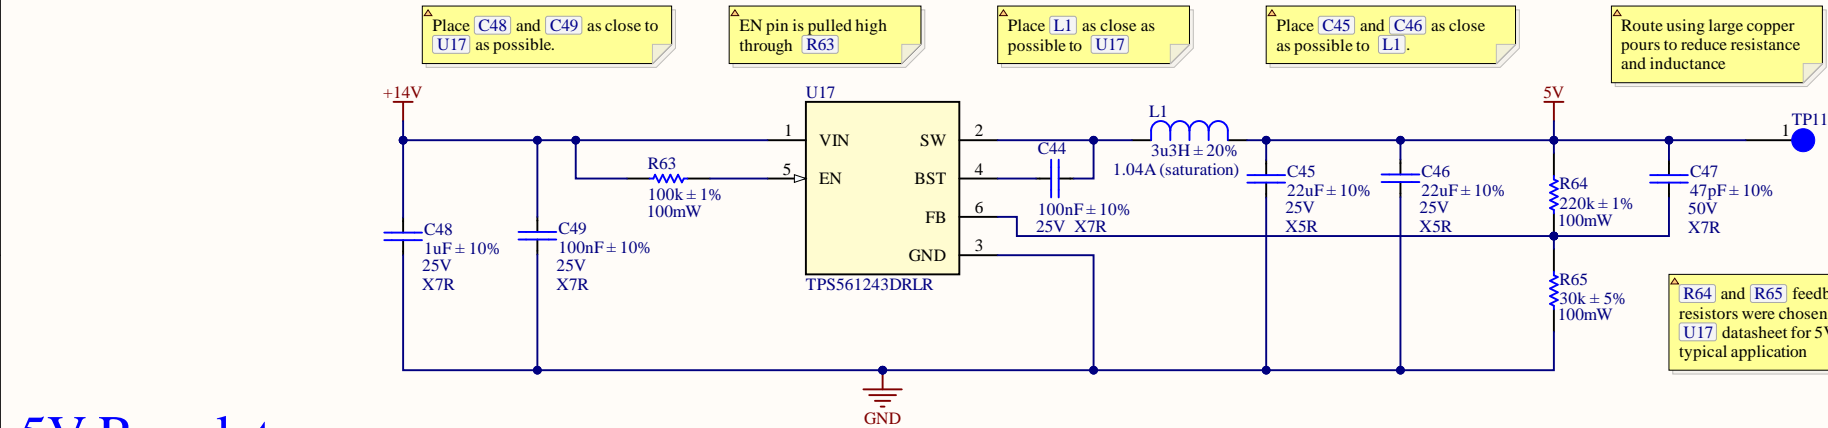 Place C48 and C49 as close to
U17 as possible.
EN pin is pulled high
through R63
Place L1 as close as
possible to U17
Place C45 and C46 as close
as possible to L1.
Route using large copper
pours to reduce resistance
and inductance
+14V
U17
1 VIN
5 EN
SW 2
BST 4
FB 6
GND 3
TPS561243DRLR
R63
100k ± 1%
100mW
C48
1uF ± 10%
25V
X7R
C49
100nF ± 10%
25V
X7R
C44
100nF ± 10%
25V X7R
L1
3u3H ± 20%
1.04A (saturation)
C45
22uF ± 10%
25V
X5R
C46
22uF ± 10%
25V
X5R
5V
R64
220k ± 1%
100mW
C47
47pF ± 10%
50V
X7R
1
TP11
R65
30k ± 5%
100mW
R64 and R65 feedb
resistors were chosen
U17 datasheet for 5V
typical application
GND